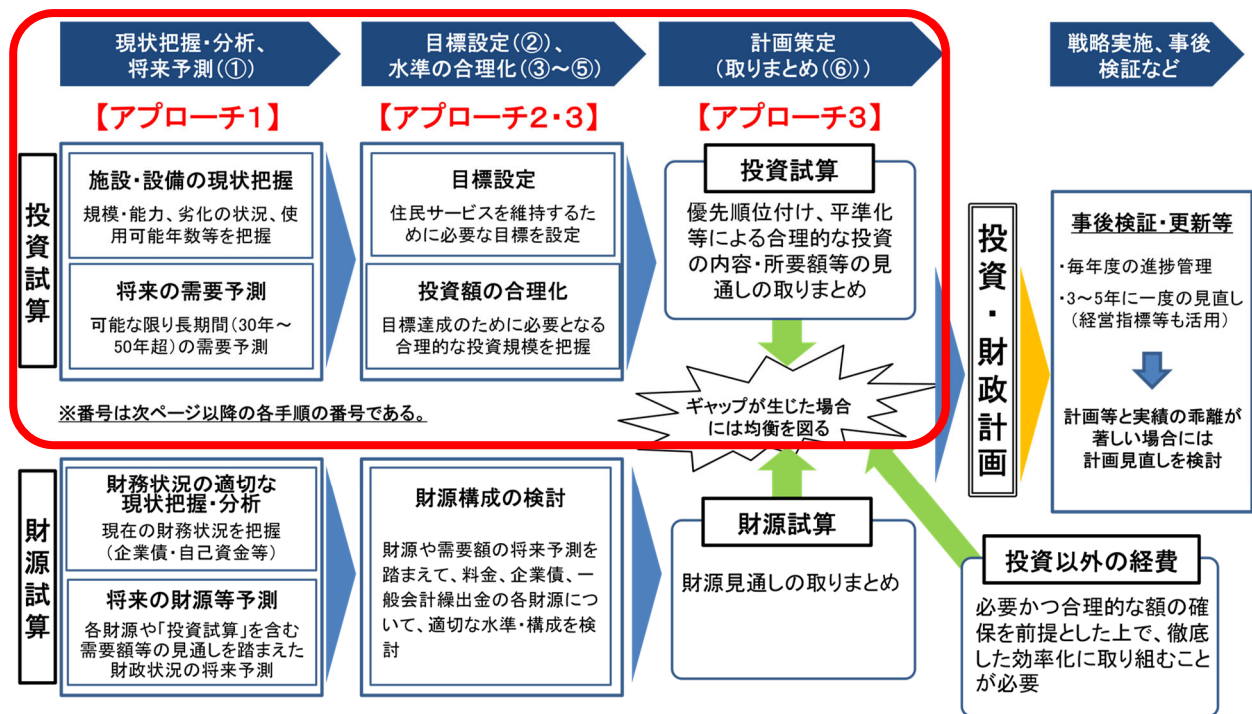 現状把握・分析、
将来予測(①)
目標設定(②)、
水準の合理化(③～⑤)
計画策定
(取りまとめ(⑥))
戦略実施、事後
検証など
【アプローチ1】
【アプローチ2・3】
【アプローチ3】
投資試算
施設・設備の現状把握
規模・能力、劣化の状況、使
用可能年数等を把握
将来の需要予測
可能な限り長期間(30年～
50年超)の需要予測
目標設定
住民サービスを維持するた
めに必要な目標を設定
投資額の合理化
目標達成のために必要となる
合理的な投資規模を把握
投資試算
優先順位付け、平準化
等による合理的な投資
の内容・所要額等の見
通しの取りまとめ
ギャップが生じた場合
には均衡を図る
※番号は次ページ以降の各手順の番号である。
投資・財政計画
事後検証・更新等
・毎年度の進捗管理
・3～5年に一度の見直し
(経営指標等も活用)
計画等と実績の乖離が
著しい場合には
計画見直しを検討
財源試算
財務状況の適切な
現状把握・分析
現在の財務状況を把握
(企業債・自己資金等)
将来の財源等予測
各財源や「投資試算」を含む
需要額等の見通しを踏まえた
財政状況の将来予測
財源構成の検討
財源や需要額の将来予測を
踏まえて、料金、企業債、一
般会計繰出金の各財源につ
いて、適切な水準・構成を検
討
財源試算
財源見通しの取りまとめ
投資以外の経費
必要かつ合理的な額の確
保を前提とした上で、徹底
した効率化に取り組むこと
が必要